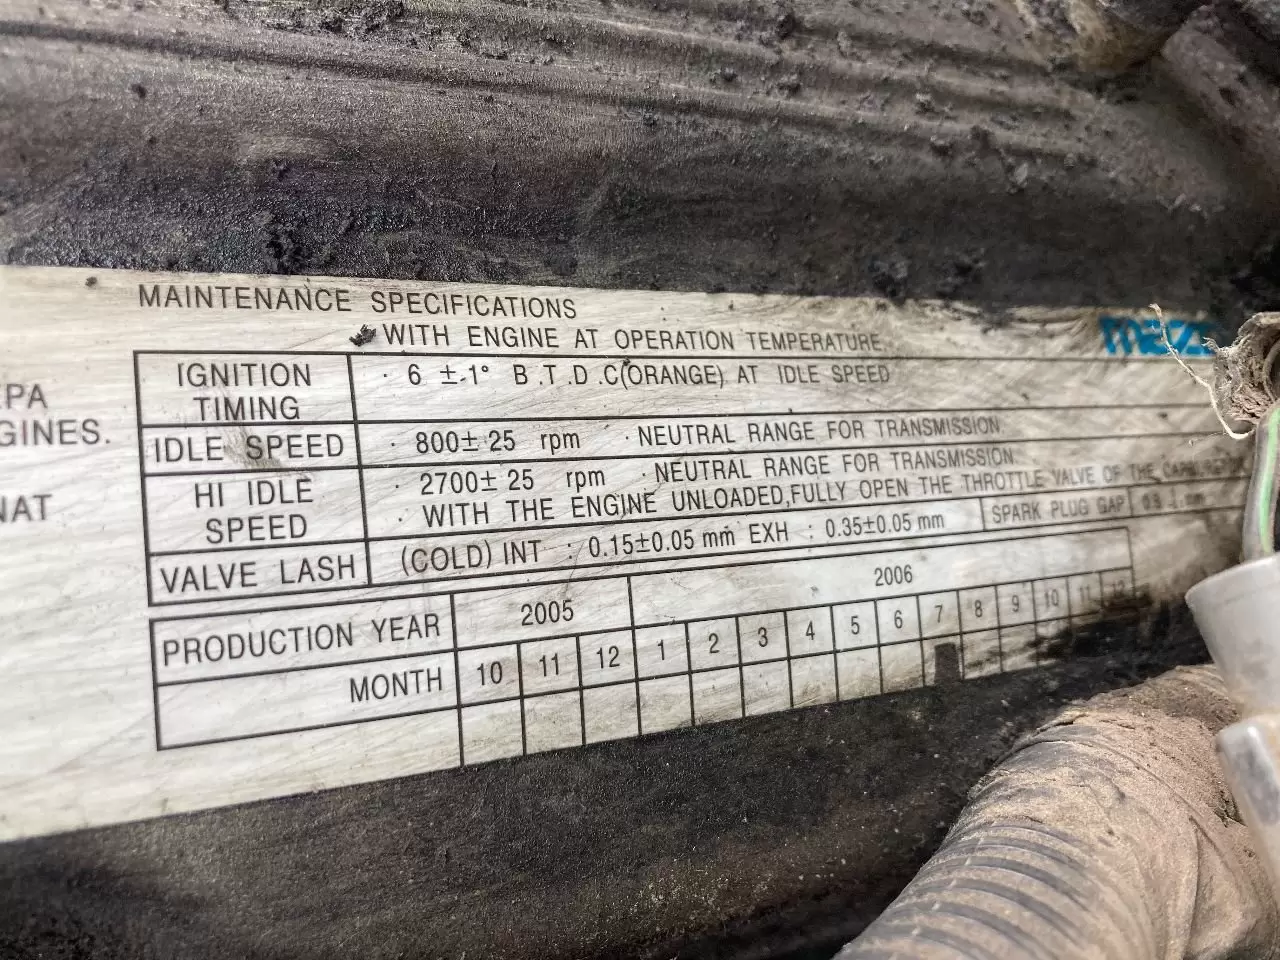 MAINTENANCE SPECIFICATIONS
WITH ENGINE AT OPERATION TEMPERATURE.
mazda
EPA
GINES.
NAT
IGNITION TIMING · 6 ±1° B.T.D.C(ORANGE) AT IDLE SPEED
IDLE SPEED · 800±25 rpm · NEUTRAL RANGE FOR TRANSMISSION.
HI IDLE SPEED · 2700±25 rpm · NEUTRAL RANGE FOR TRANSMISSION.
· WITH THE ENGINE UNLOADED,FULLY OPEN THE THROTTLE VALVE OF THE
VALVE LASH (COLD) INT : 0.15±0.05 mm EXH : 0.35±0.05 mm SPARK PLUG GAP
PRODUCTION YEAR 2005 2006
MONTH 10 11 12 1 2 3 4 5 6 7 8 9 10 11 12